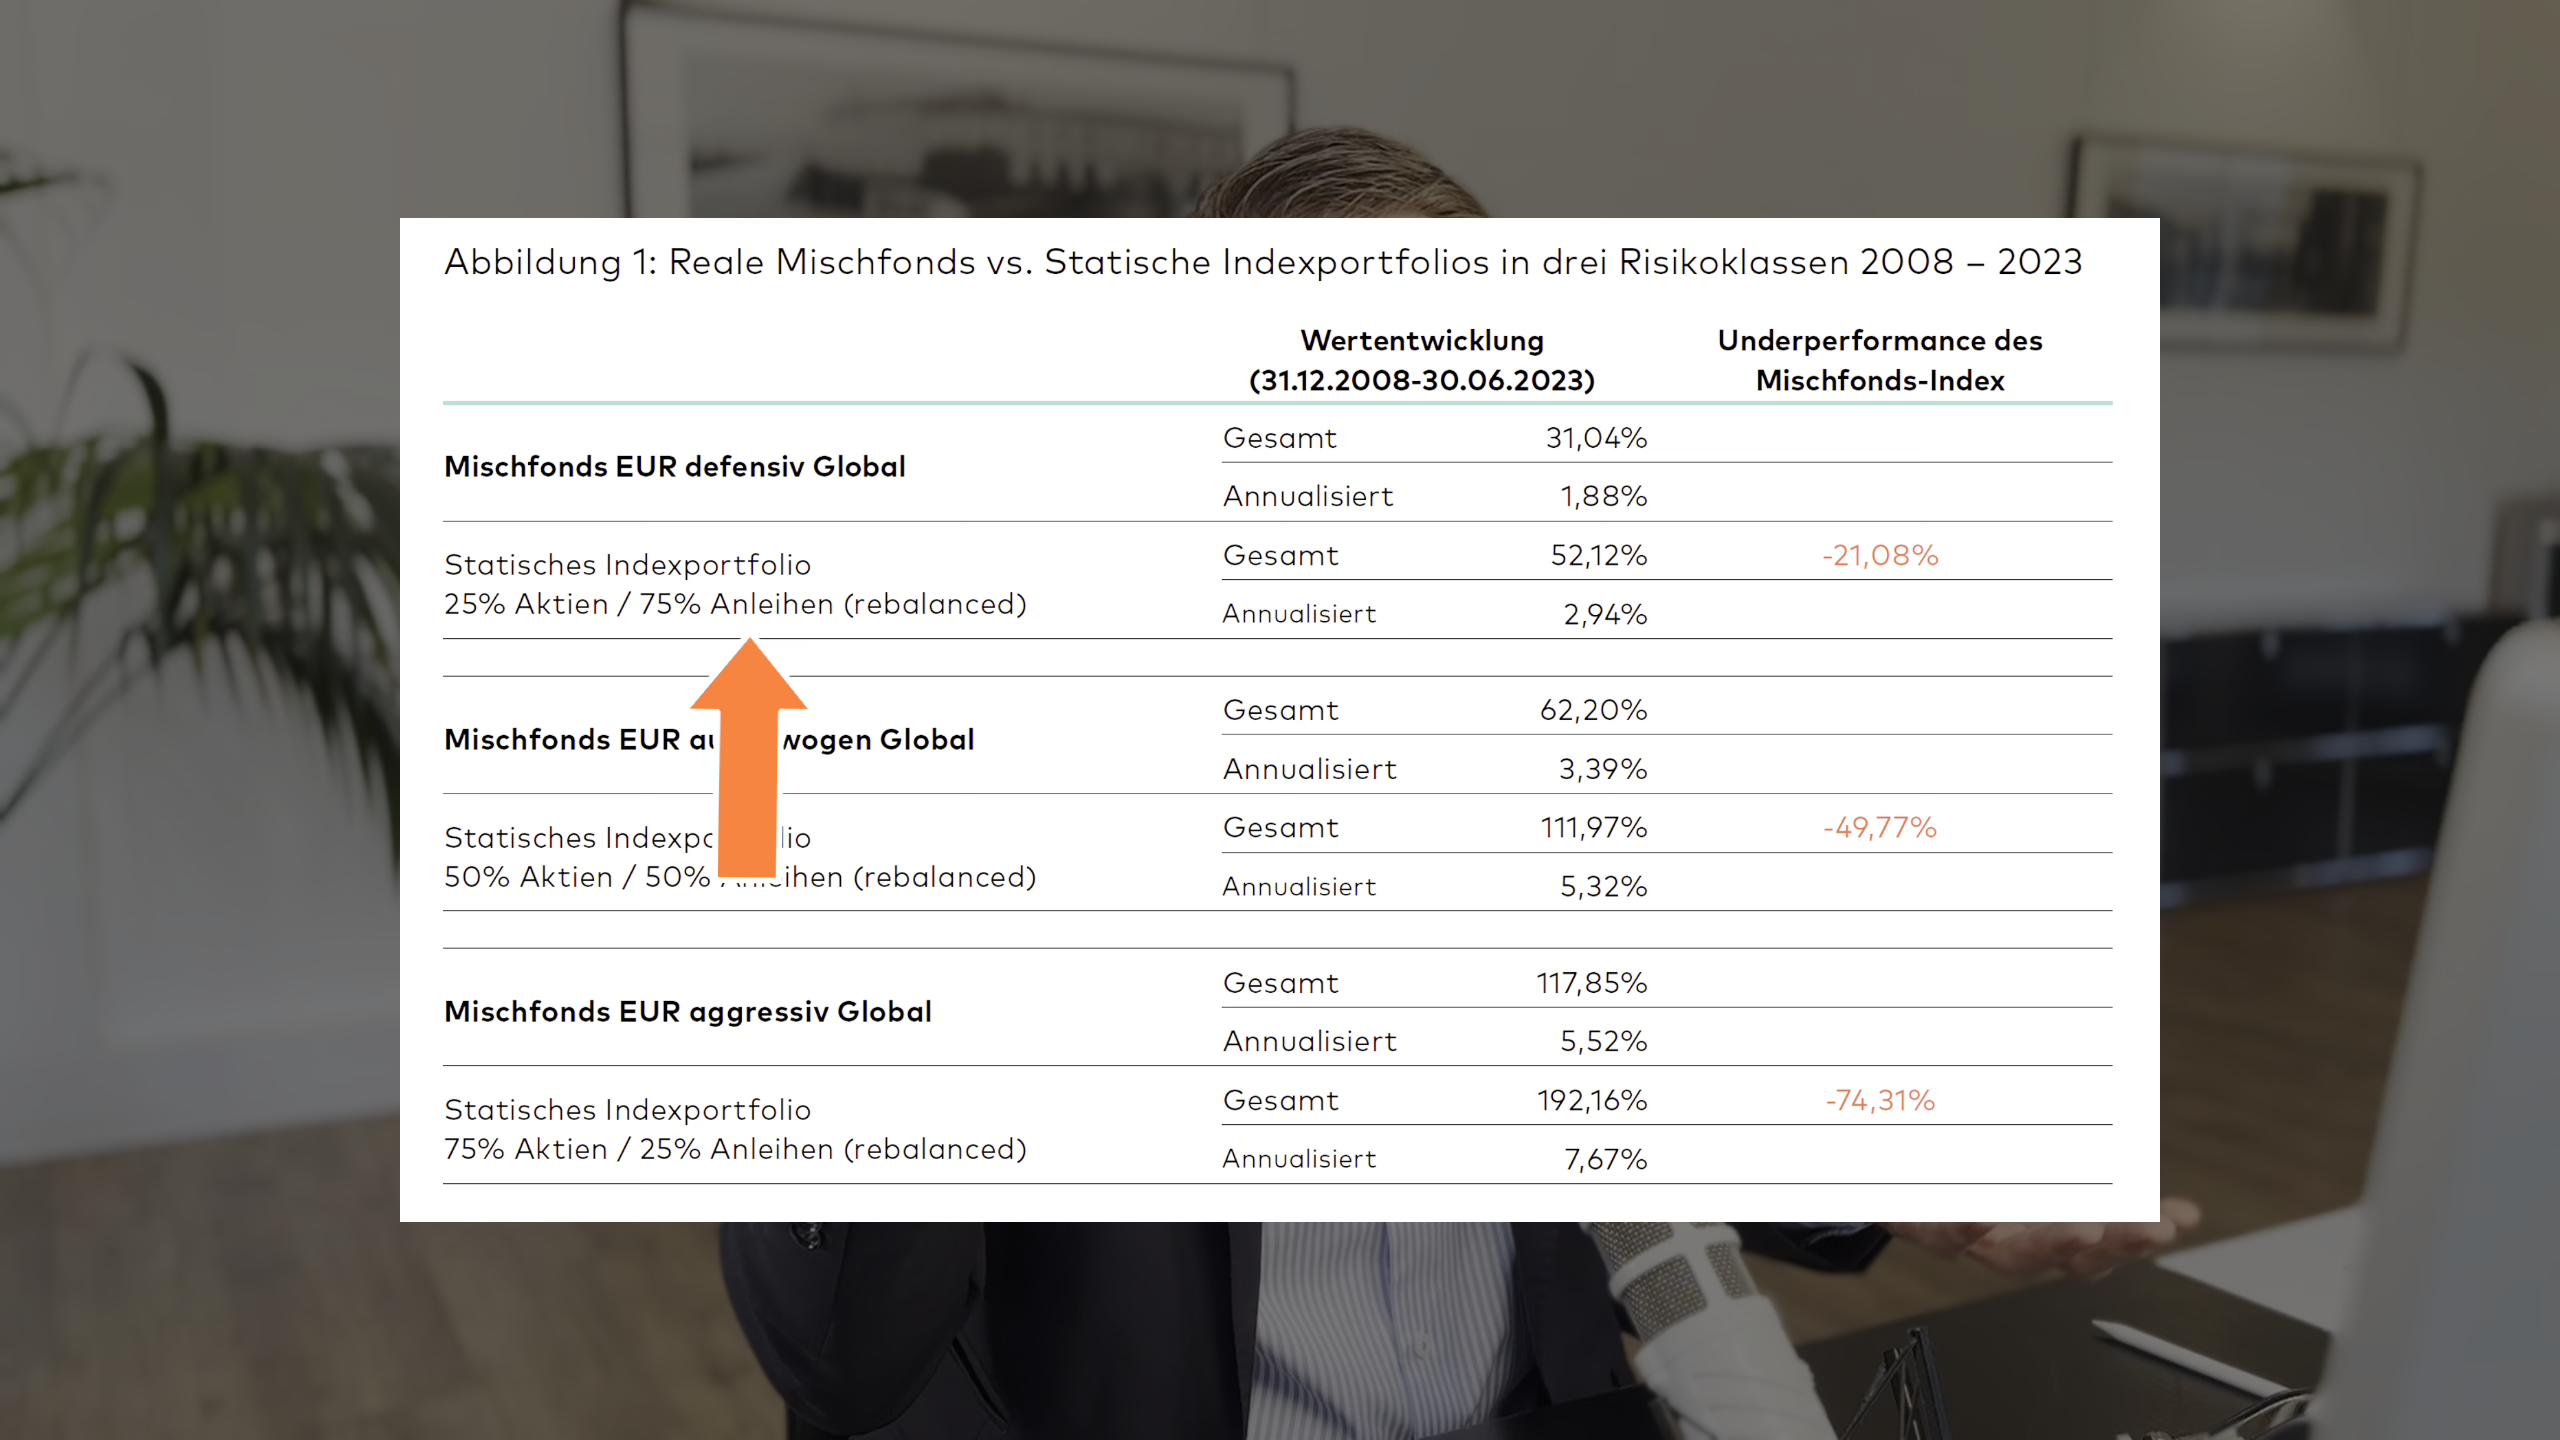 Abbildung 1: Reale Mischfonds vs. Statische Indexportfolios in drei Risikoklassen 2008 – 2023
Wertentwicklung
(31.12.2008-30.06.2023)
Underperformance des
Mischfonds-Index
Mischfonds EUR defensiv Global
Gesamt 31,04%
Annualisiert 1,88%
Statisches Indexportfolio
25% Aktien / 75% Anleihen (rebalanced)
Gesamt 52,12% -21,08%
Annualisiert 2,94%
Mischfonds EUR Global
Gesamt 62,20%
Annualisiert 3,39%
Statisches
50% Aktien / 50% (rebalanced)
Gesamt 111,97% -49,77%
Annualisiert 5,32%
Mischfonds EUR aggressiv Global
Gesamt 117,85%
Annualisiert 5,52%
Statisches Indexportfolio
75% Aktien / 25% Anleihen (rebalanced)
Gesamt 192,16% -74,31%
Annualisiert 7,67%